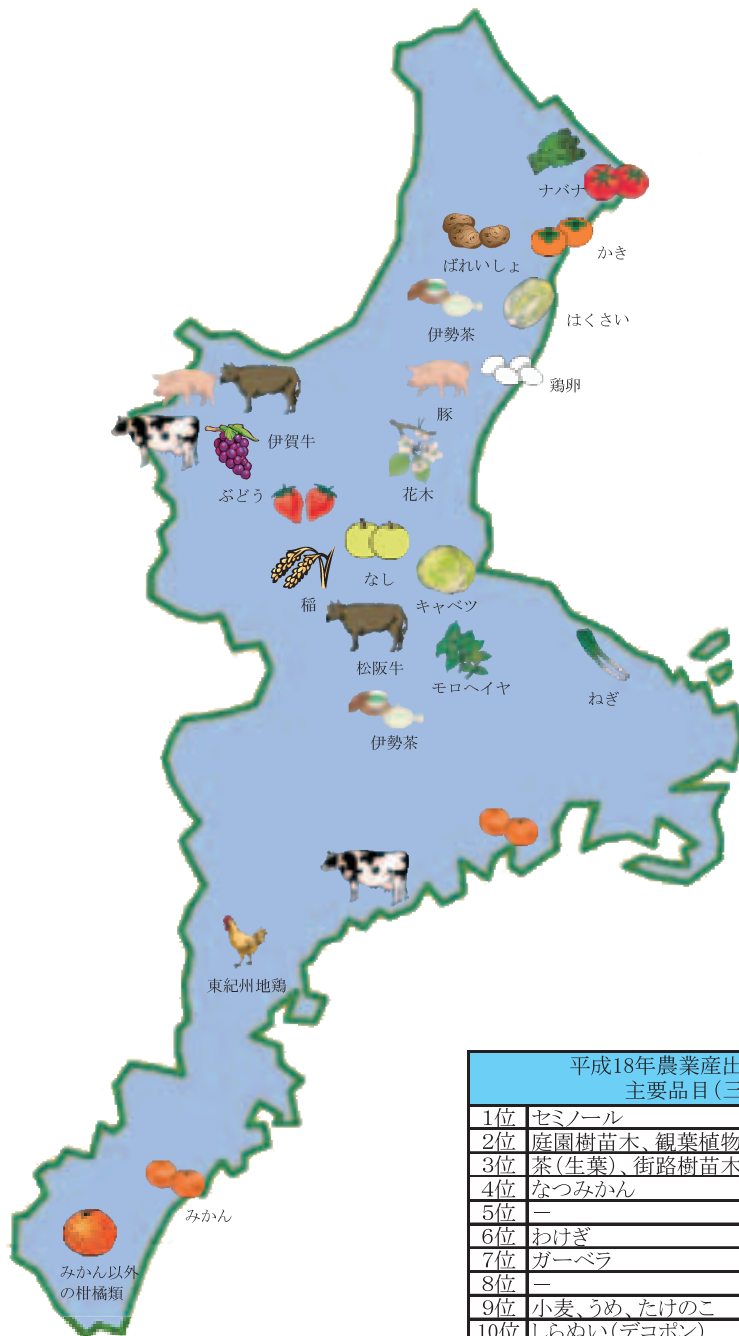 ナバナ
かき
ばれいしょ
はくさい
伊勢茶
鶏卵
豚
伊賀牛
ぶどう
花木
なし
稲
キャベツ
松阪牛
モロヘイヤ
ねぎ
伊勢茶
東紀州地鶏
みかん
みかん以外
の柑橘類
平成18年農業産出
主要品目(三
1位 セミノール
2位 庭園樹苗木、観葉植物
3位 茶(生葉)、街路樹苗木
4位 なつみかん
5位 －
6位 わけぎ
7位 ガーベラ
8位 －
9位 小麦、うめ、たけのこ
10位 しらぬい(デコポン)